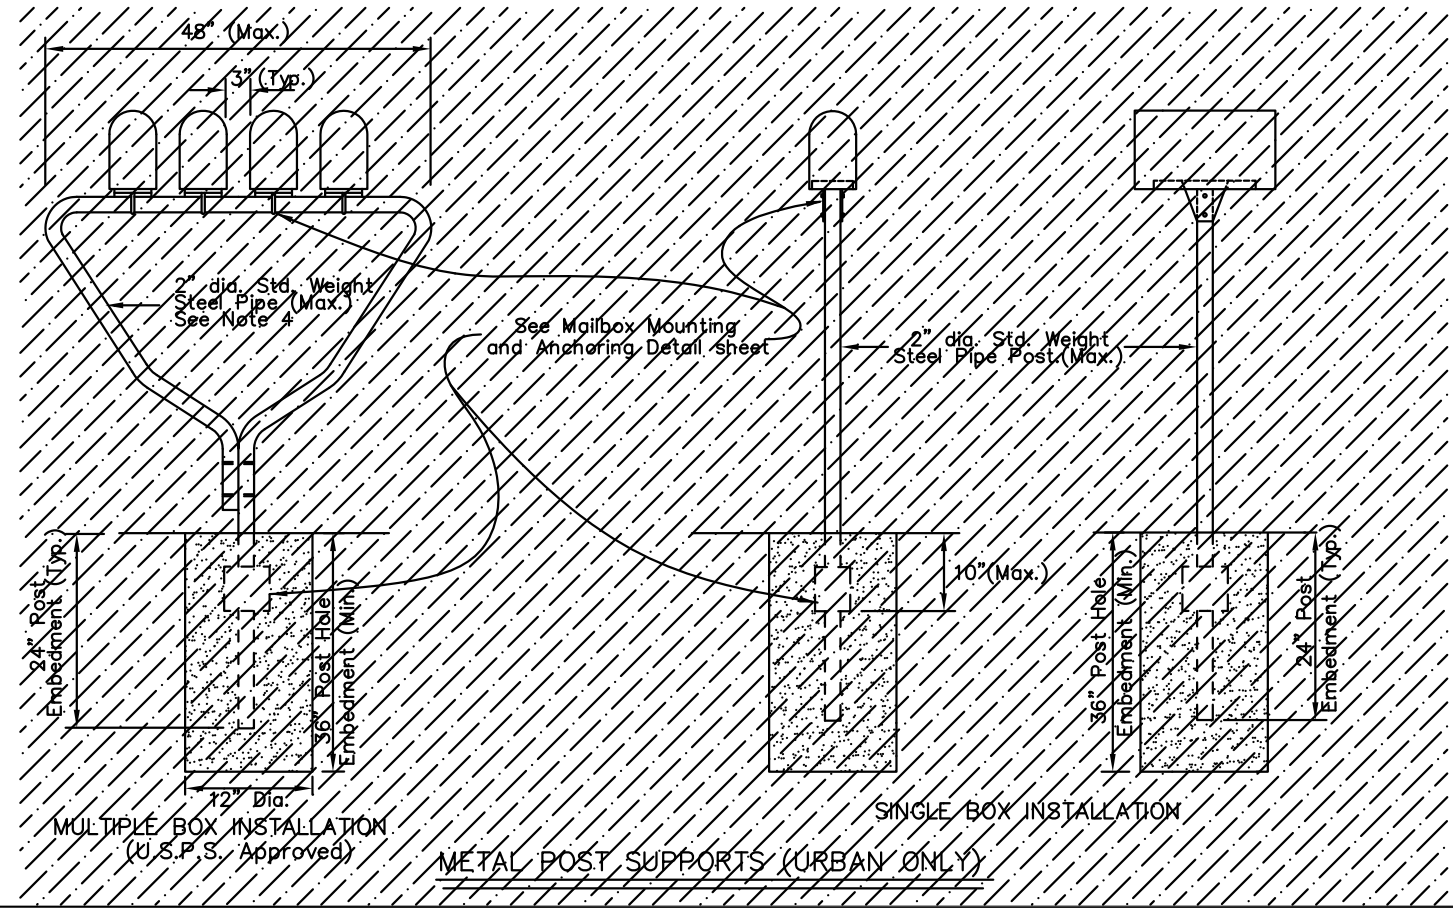 48" (Max.)
3" (Typ.)
2" dia. Std. Weight
Steel Pipe (Max.)
See Note 4
See Mailbox Mounting
and Anchoring Detail sheet
2" dia. Std. Weight
Steel Pipe Post.(Max.)
24" Post
Embedment (Typ.)
36" Post Hole
Embedment (Min.)
10"(Max.)
36" Post Hole
Embedment (Min.)
24" Post
Embedment (Typ.)
12" Dia.
MULTIPLE BOX INSTALLATION
(U.S.P.S. Approved)
SINGLE BOX INSTALLATION
METAL POST SUPPORTS (URBAN ONLY)